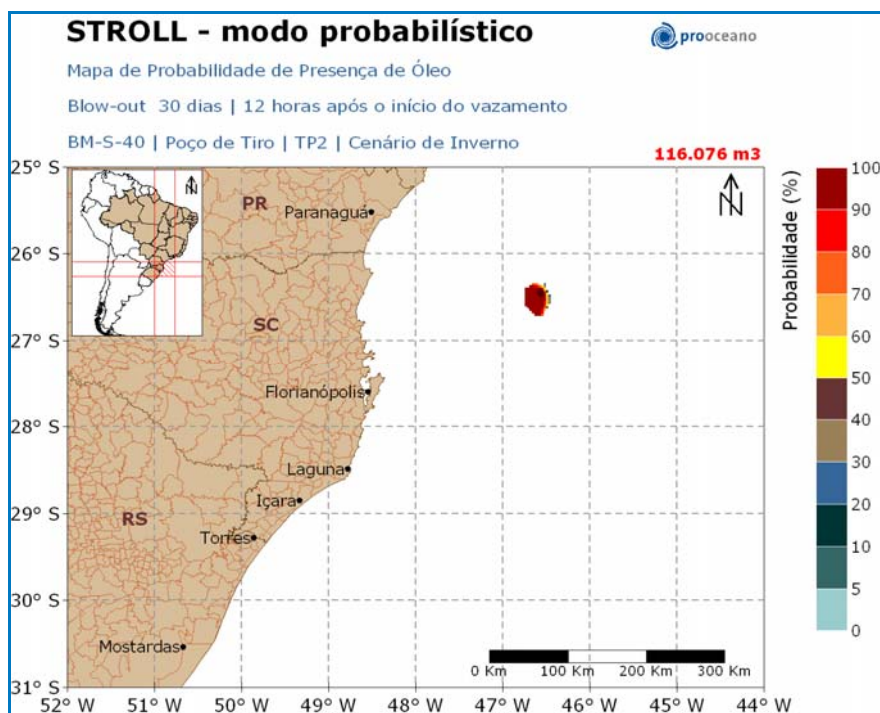 STROLL - modo probabilístico
prooceano
Mapa de Probabilidade de Presença de Óleo
Blow-out 30 dias | 12 horas após o início do vazamento
BM-S-40 | Poço de Tiro | TP2 | Cenário de Inverno
116.076 m3
25° S
26° S
27° S
28° S
29° S
30° S
31° S
N
N
PR
Paranaguá
SC
Florianópolis
Laguna
Içara
RS
Torres
Mostardas
0 Km 100 Km 200 Km 300 Km
52° W 51° W 50° W 49° W 48° W 47° W 46° W 45° W 44° W
Probabilidade (%)
100
90
80
70
60
50
40
30
20
10
5
0